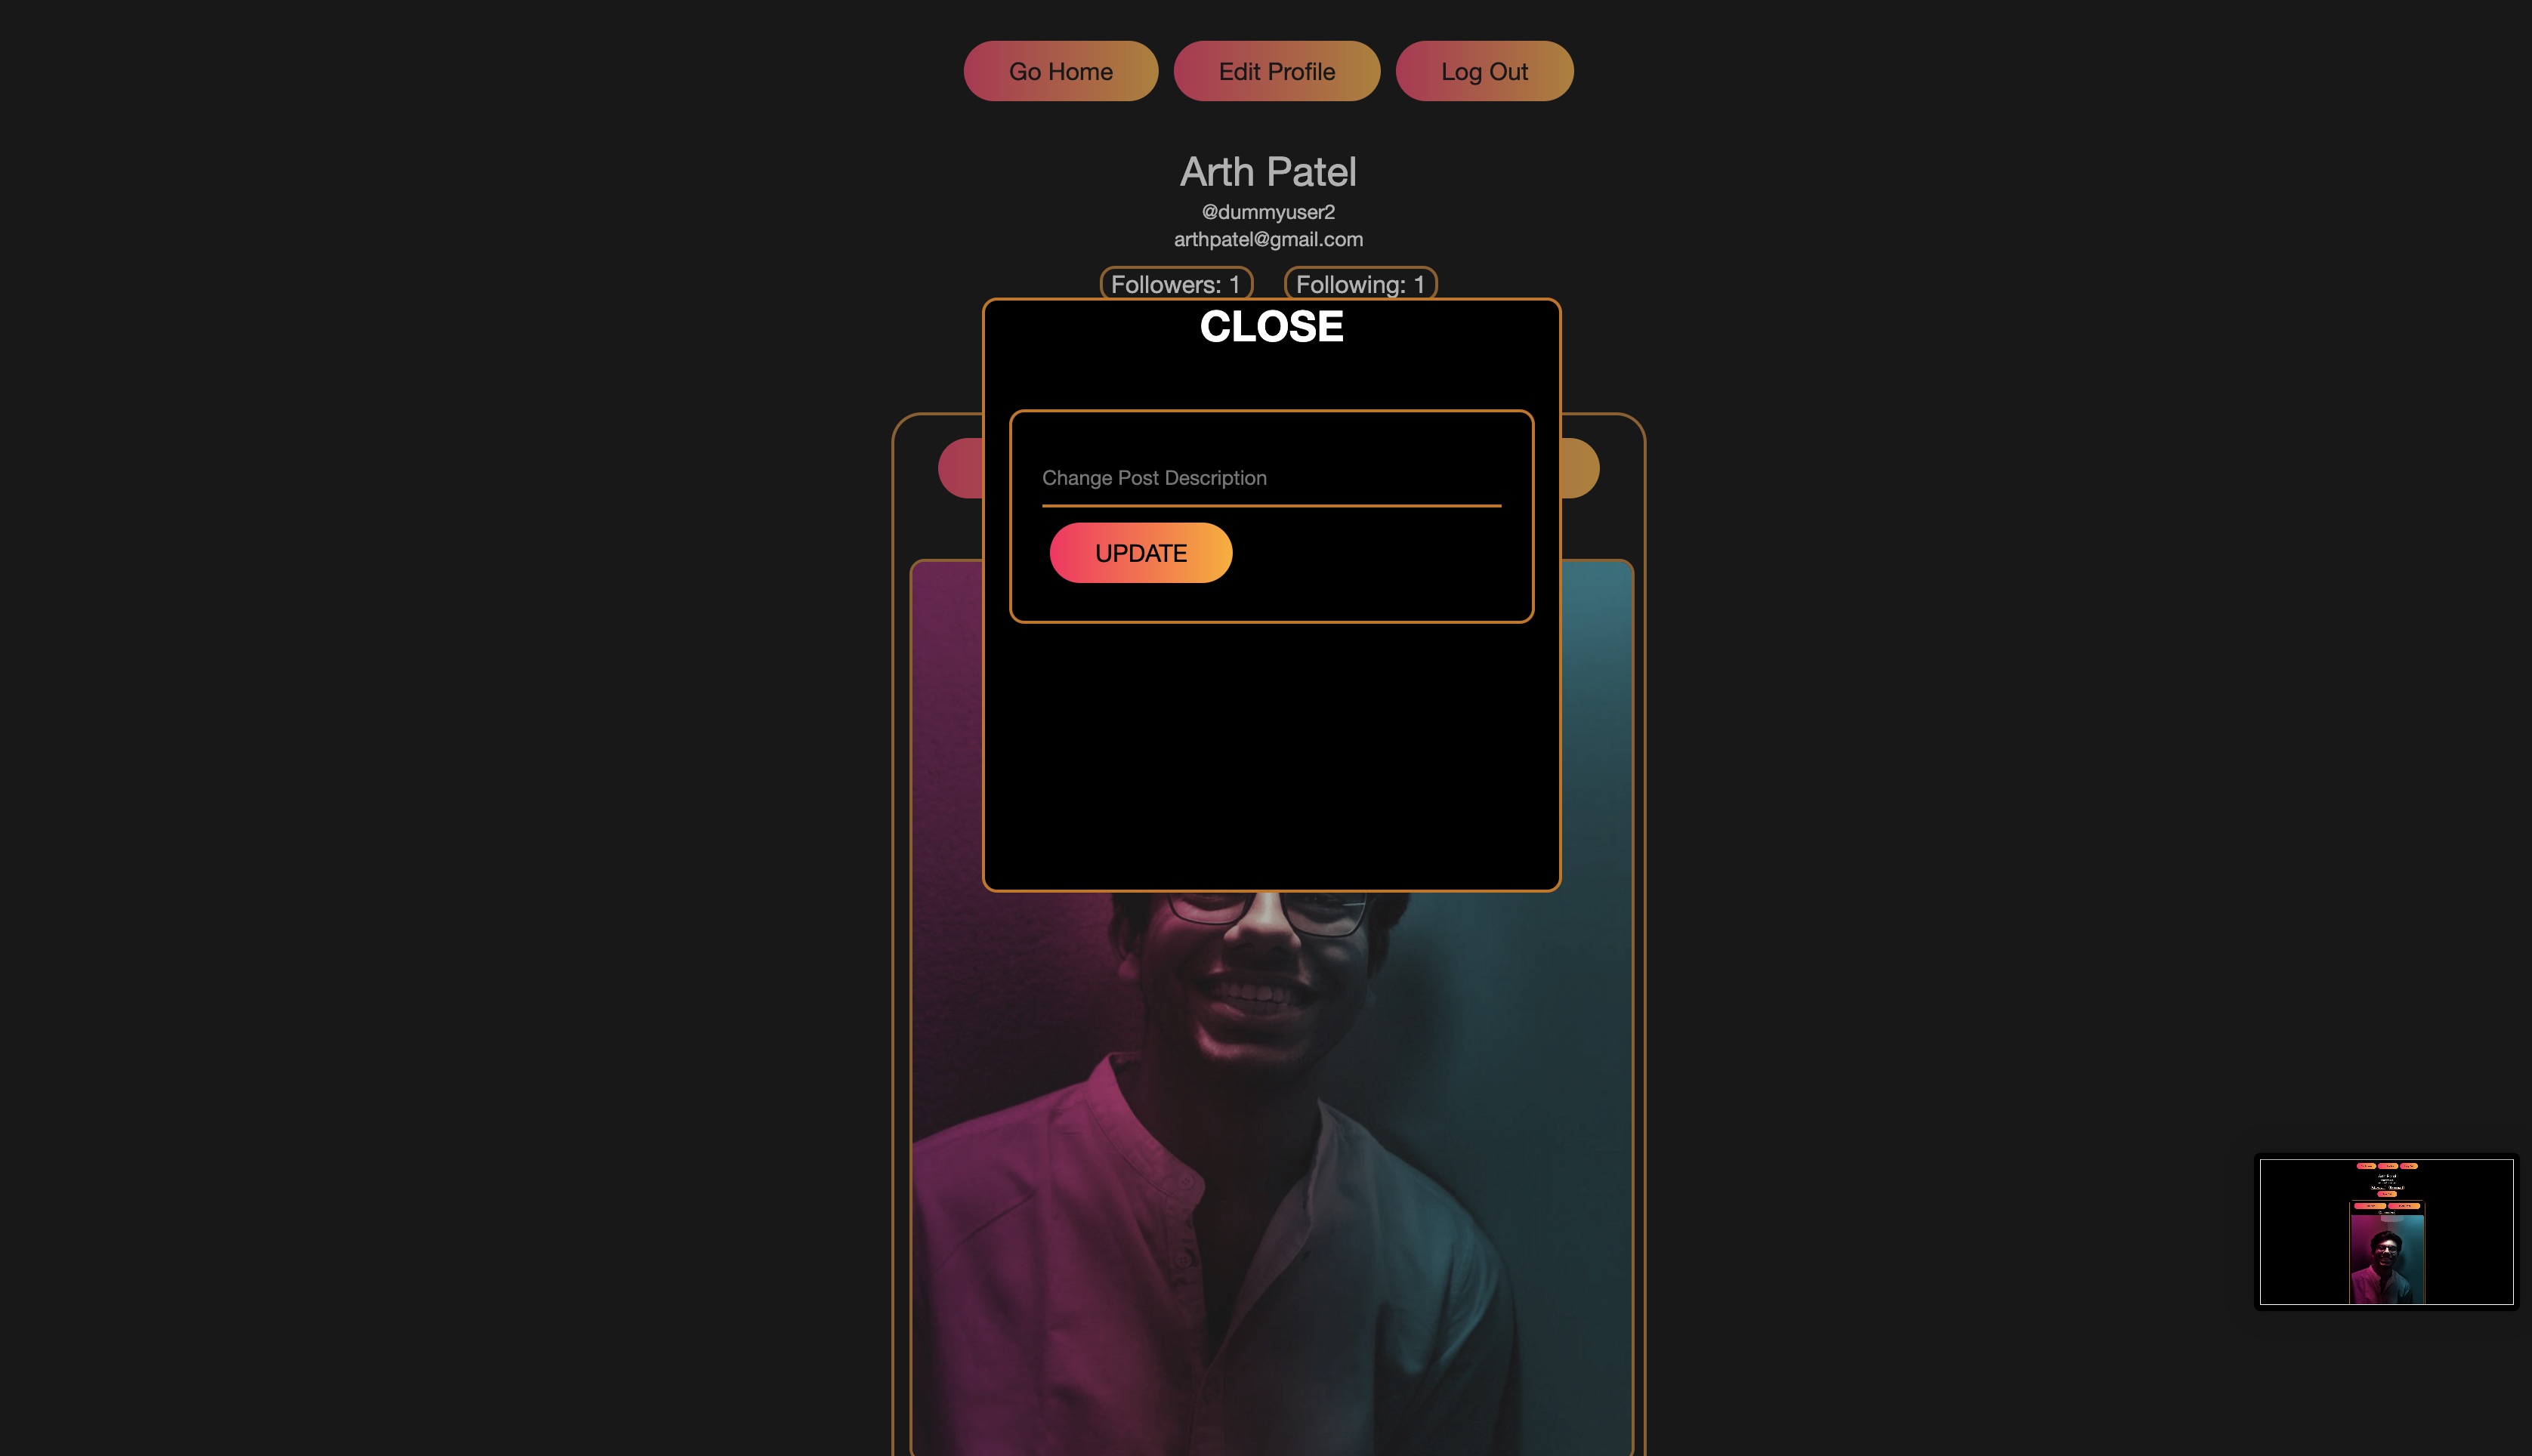 Go Home Edit Profile Log Out
Arth Patel
@dummyuser2
arthpatel@gmail.com
Followers: 1 Following: 1
CLOSE
Change Post Description
UPDATE